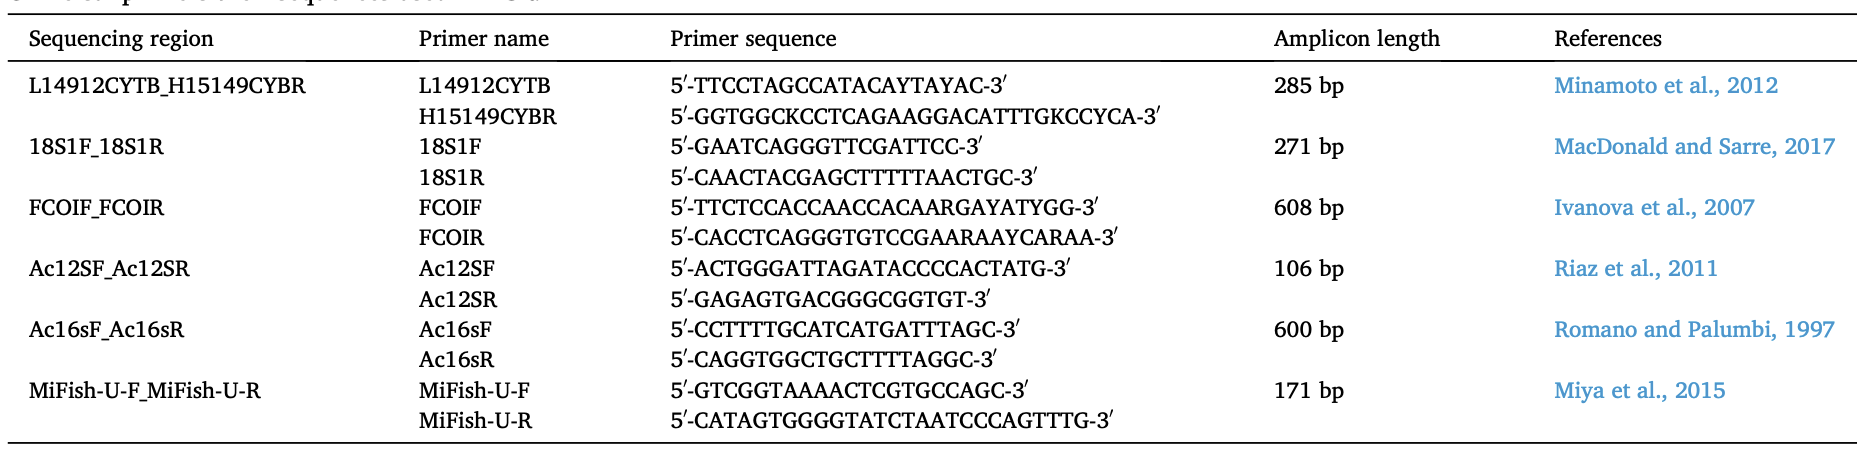 Sequencing region Primer name Primer sequence Amplicon length References
L14912CYTB_H15149CYBR L14912CYTB 5′-TTCCTAGCCATACAYTAYAC-3′ 285 bp Minamoto et al., 2012
H15149CYBR 5′-GGTGGCKCCTCAGAAGGACATTTGKCCYCA-3′
18S1F_18S1R 18S1F 5′-GAATCAGGGTTCGATTCC-3′ 271 bp MacDonald and Sarre, 2017
18S1R 5′-CAACTACGAGCTTTTTAACTGC-3′
FCOIF_FCOIR FCOIF 5′-TTCTCCACCAACCACAARGAYATYGG-3′ 608 bp Ivanova et al., 2007
FCOIR 5′-CACCTCAGGGTGTCCGAARAAYCARAA-3′
Ac12SF_Ac12SR Ac12SF 5′-ACTGGGATTAGATACCCCACTATG-3′ 106 bp Riaz et al., 2011
Ac12SR 5′-GAGAGTGACGGGCGGTGT-3′
Ac16sF_Ac16sR Ac16sF 5′-CCTTTTGCATCATGATTTAGC-3′ 600 bp Romano and Palumbi, 1997
Ac16sR 5′-CAGGTGGCTGCTTTTAGGC-3′
MiFish-U-F_MiFish-U-R MiFish-U-F 5′-GTCGGTAAAACTCGTGCCAGC-3′ 171 bp Miya et al., 2015
MiFish-U-R 5′-CATAGTGGGGTATCTAATCCCAGTTTG-3′